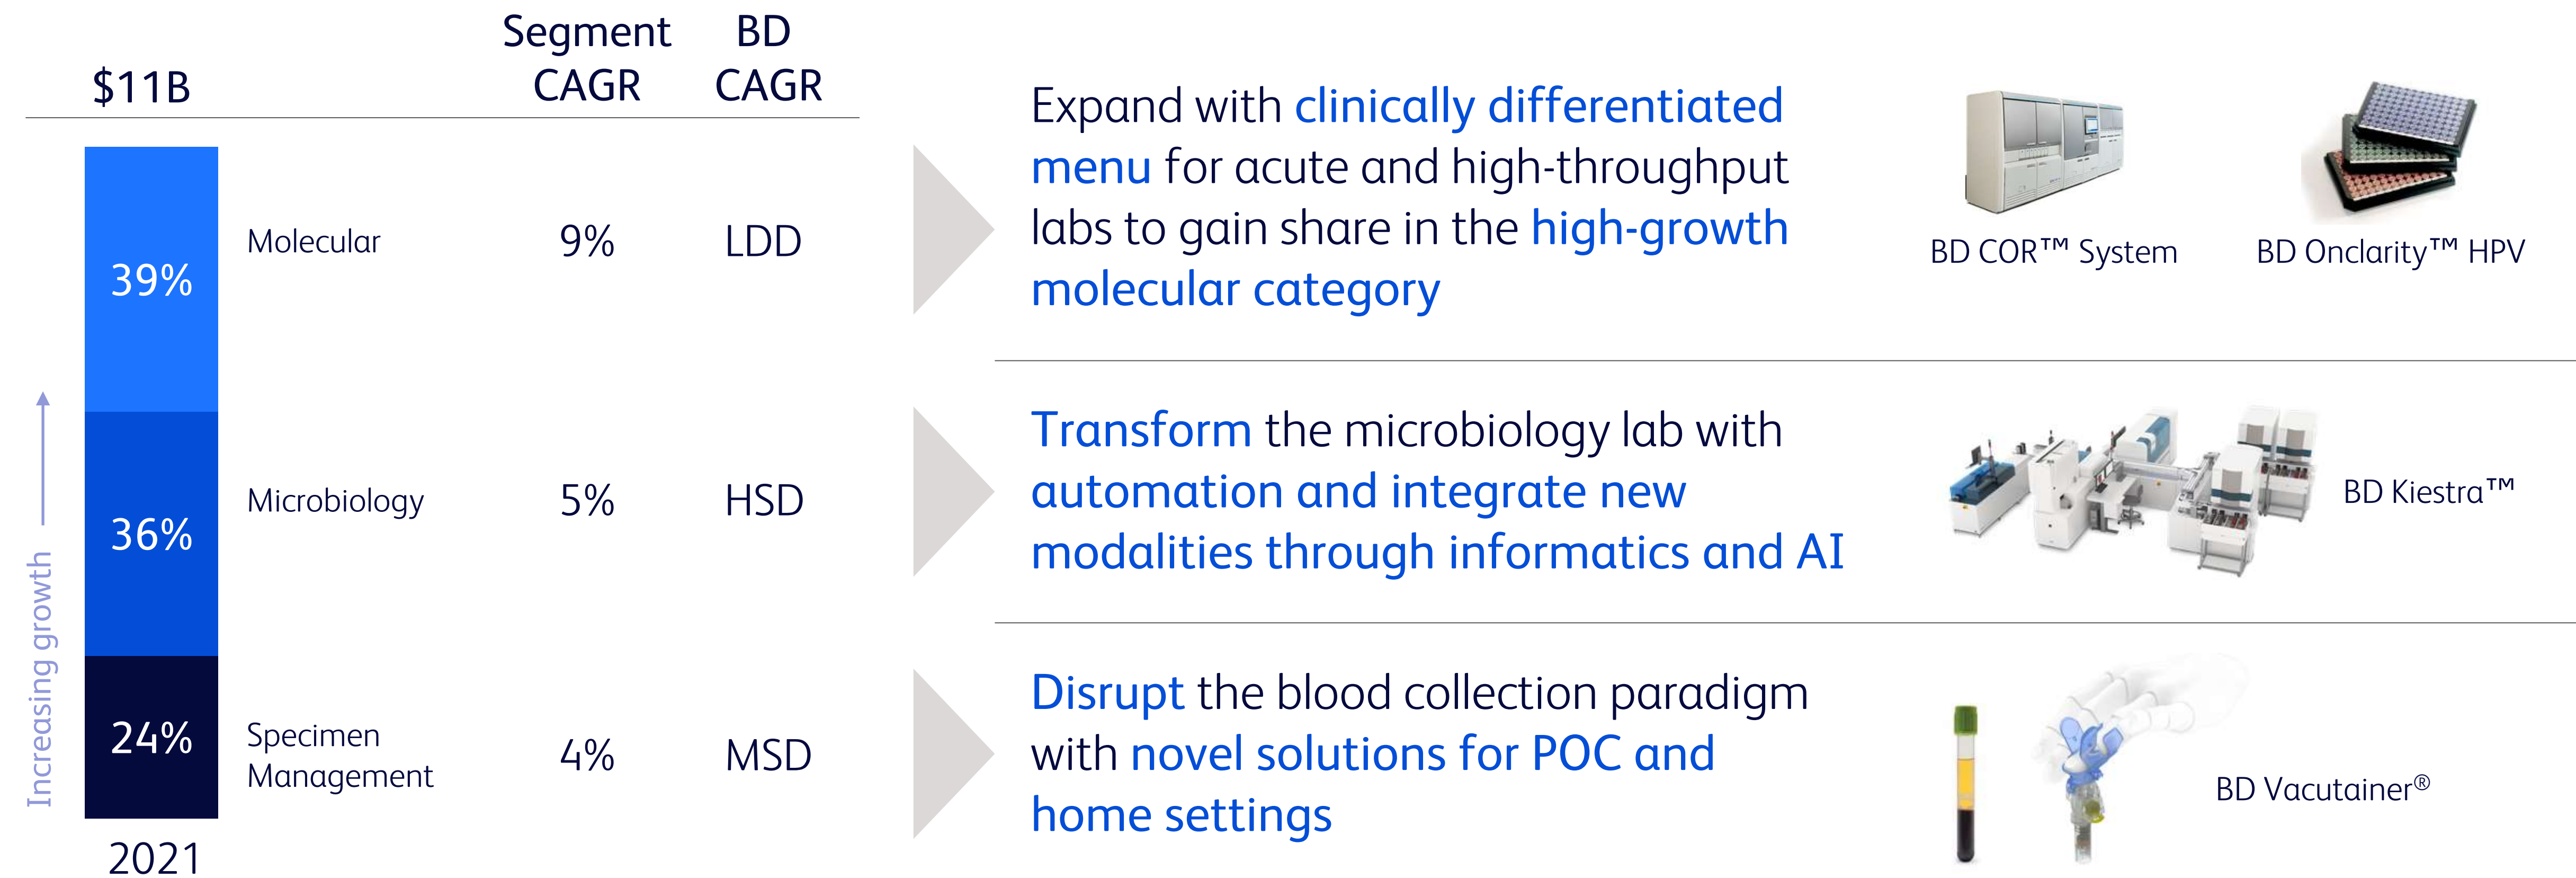 $11B
Segment
CAGR
BD
CAGR
39%
Molecular
9%
LDD
Expand with clinically differentiated
menu for acute and high-throughput
labs to gain share in the high-growth
molecular category
BD COR™ System
BD Onclarity™ HPV
36%
Microbiology
5%
HSD
Transform the microbiology lab with
automation and integrate new
modalities through informatics and AI
BD Kiestra™
24%
Specimen
Management
4%
MSD
Disrupt the blood collection paradigm
with novel solutions for POC and
home settings
BD Vacutainer®
Increasing growth
2021